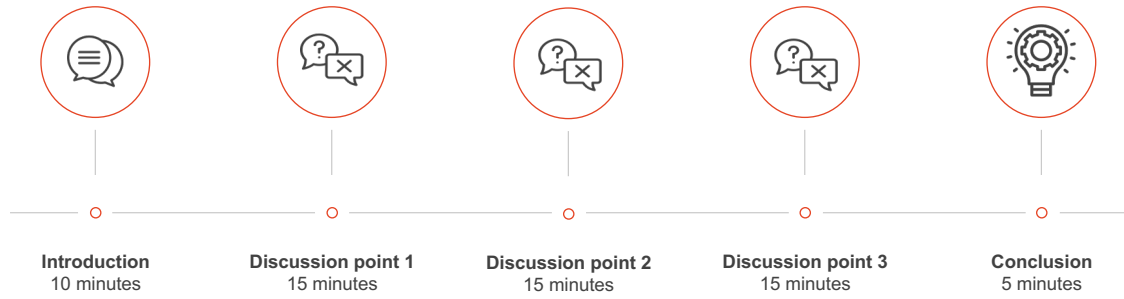 Introduction
10 minutes
Discussion point 1
15 minutes
Discussion point 2
15 minutes
Discussion point 3
15 minutes
Conclusion
5 minutes